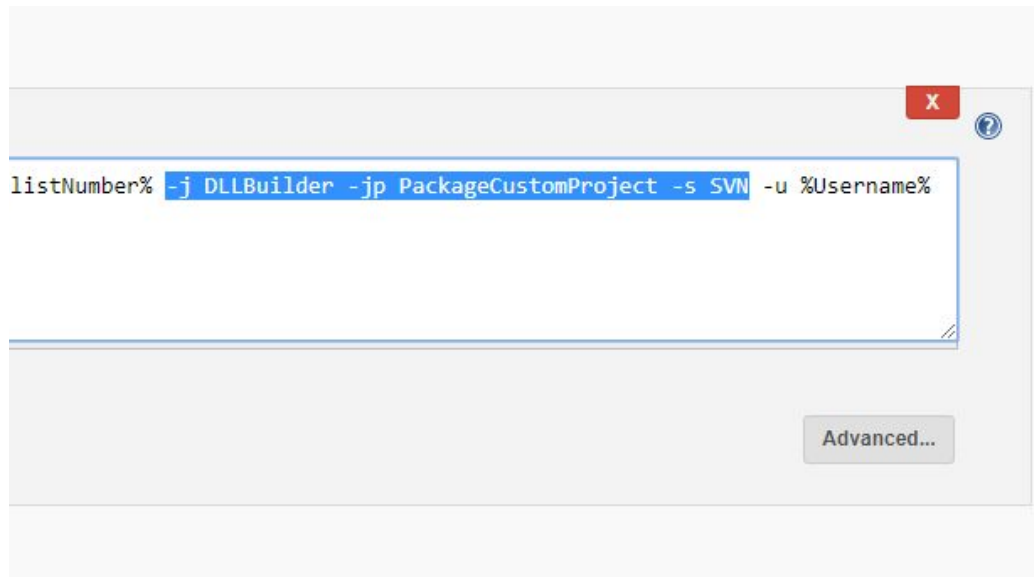 X
?
listNumber% -j DLLBuilder -jp PackageCustomProject -s SVN -u %Username%
Advanced...